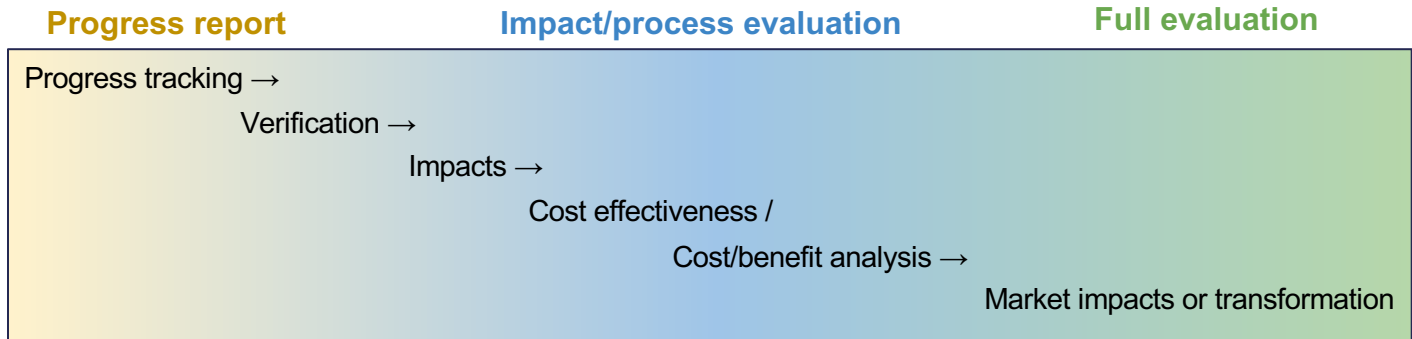 Progress report Impact/process evaluation Full evaluation
Progress tracking →
Verification →
Impacts →
Cost effectiveness /
Cost/benefit analysis →
Market impacts or transformation